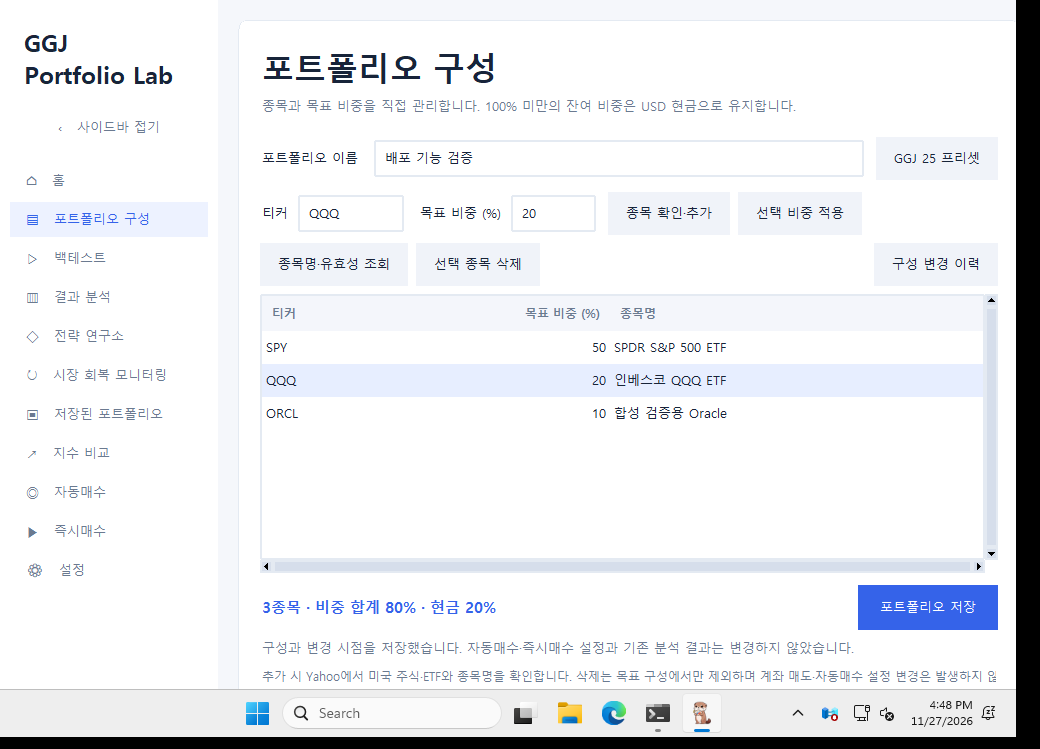 GGJ
Portfolio Lab
‹ 사이드바 접기
홈
포트폴리오 구성
백테스트
결과 분석
전략 연구소
시장 회복 모니터링
저장된 포트폴리오
지수 비교
자동매수
즉시매수
설정
포트폴리오 구성
종목과 목표 비중을 직접 관리합니다. 100% 미만의 잔여 비중은 USD 현금으로 유지합니다.
포트폴리오 이름 배포 기능 검증 GGJ 25 프리셋
티커 QQQ 목표 비중 (%) 20 종목 확인·추가 선택 비중 적용
종목명·유효성 조회 선택 종목 삭제 구성 변경 이력
티커 목표 비중 (%) 종목명
SPY 50 SPDR S&P 500 ETF
QQQ 20 인베스코 QQQ ETF
ORCL 10 합성 검증용 Oracle
3종목 · 비중 합계 80% · 현금 20% 포트폴리오 저장
구성과 변경 시점을 저장했습니다. 자동매수·즉시매수 설정과 기존 분석 결과는 변경하지 않았습니다.
추가 시 Yahoo에서 미국 주식·ETF와 종목명을 확인합니다. 삭제는 목표 구성에서만 제외하며 계좌 매도·자동매수 설정 변경은 발생하지 않
Search
4:48 PM
11/27/2026